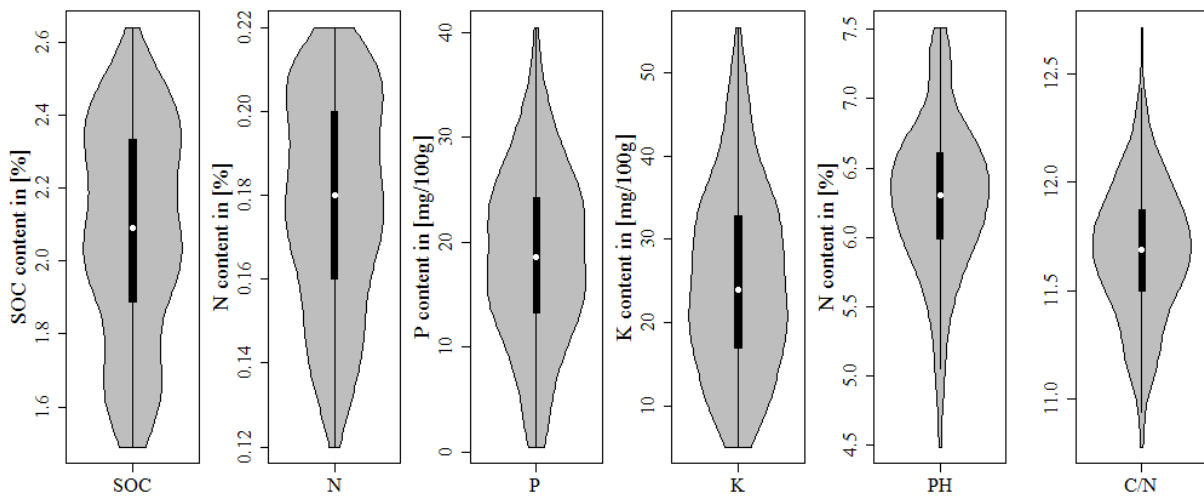 SOC content in [%]
1.6 1.8 2.0 2.2 2.4 2.6
SOC
N content in [%]
0.12 0.14 0.16 0.18 0.20 0.22
N
P content in [mg/100g]
0 10 20 30 40
P
K content in [mg/100g]
10 20 30 40 50
K
N content in [%]
4.5 5.0 5.5 6.0 6.5 7.0 7.5
PH
11.0 11.5 12.0 12.5
C/N